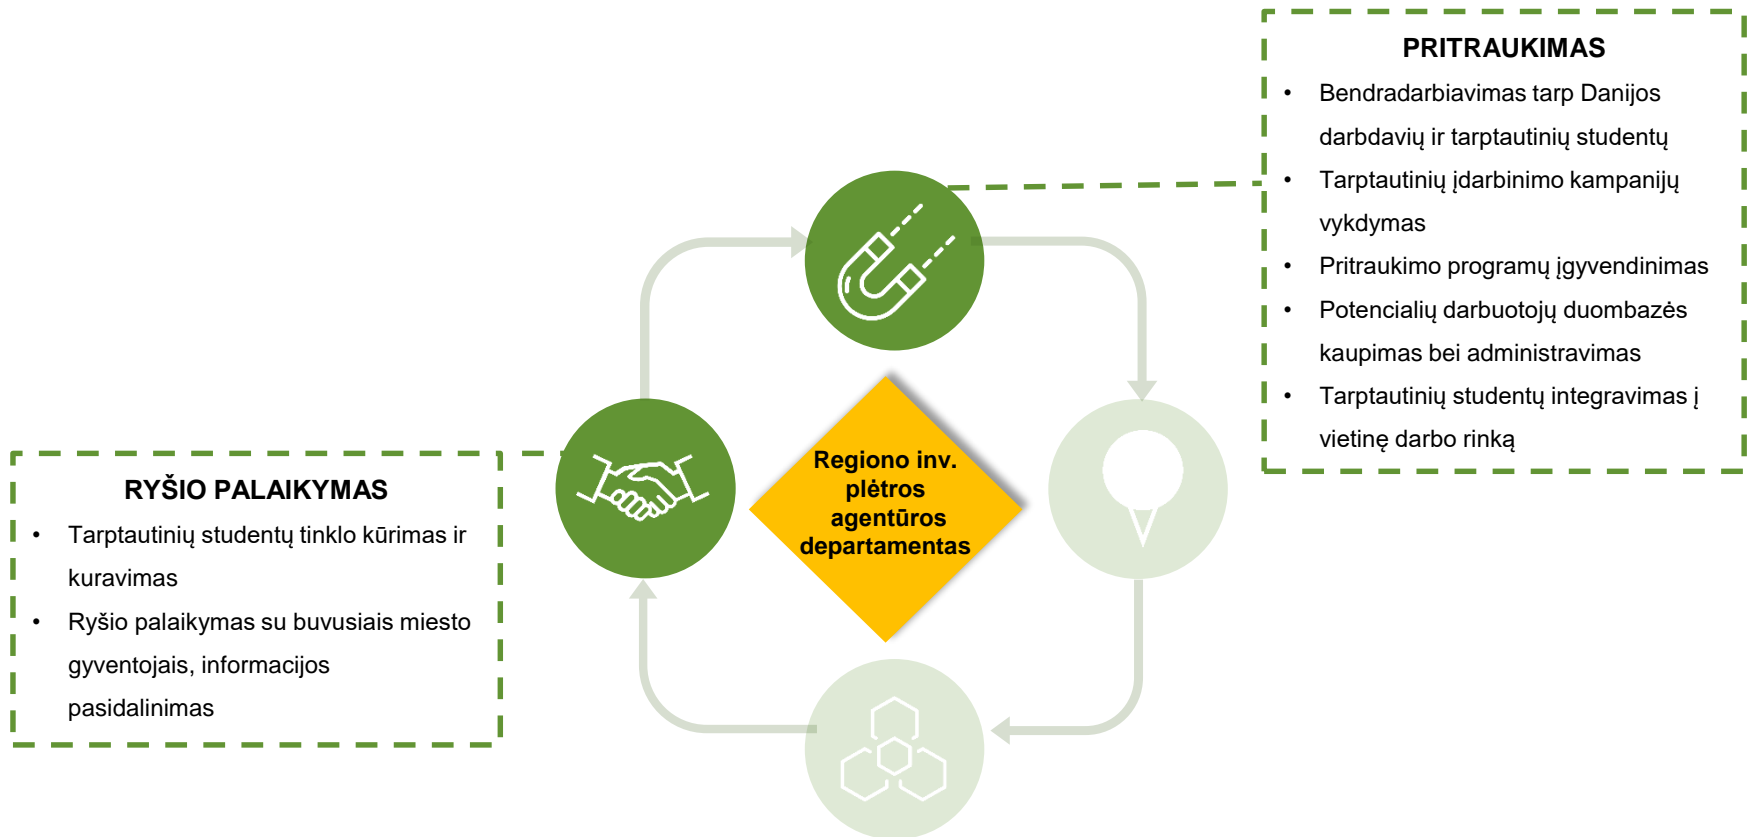 PRITRAUKIMAS
• Bendradarbiavimas tarp Danijos
darbdavių ir tarptautinių studentų
• Tarptautinių įdarbinimo kampanijų
vykdymas
• Pritraukimo programų įgyvendinimas
• Potencialių darbuotojų duombazės
kaupimas bei administravimas
• Tarptautinių studentų integravimas į
vietinę darbo rinką
Regiono inv.
plėtros
agentūros
departamentas
RYŠIO PALAIKYMAS
• Tarptautinių studentų tinklo kūrimas ir
kuravimas
• Ryšio palaikymas su buvusiais miesto
gyventojais, informacijos
pasidalinimas